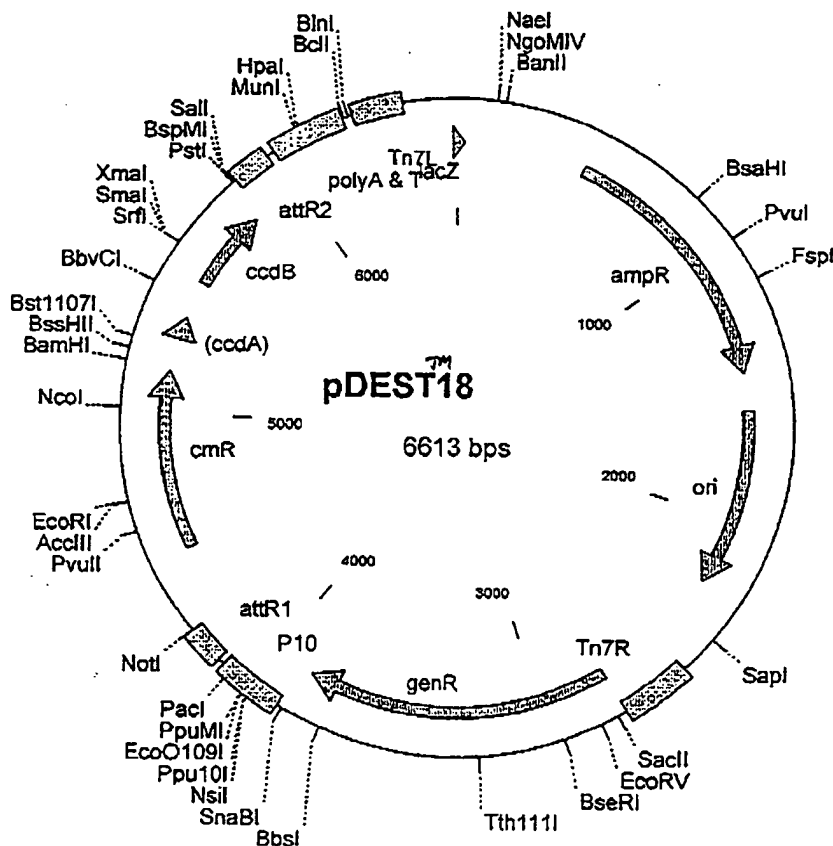 BlnI
BclI
HpaI
MunI
SalI
BspMI
PstI
XmaI
SmaI
SrfI
BbvCI
Bst1107I
BssHII
BamHI
NcoI
EcoRI
AccIII
PvuII
NotI
PacI
PpuMI
EcoO109I
Ppu10I
NsiI
SnaBI
BbsI
Tth111I
BseRI
EcoRV
SacII
SapI
FspI
PvuI
BsaHI
BanII
NgoMIV
NaeI
Tn7L
lacZ
polyA & T
attR2
ccdB
6000
ampR
1000
(ccdA)
pDEST™18
6613 bps
5000
cmR
2000
ori
4000
3000
attR1
P10
genR
Tn7R